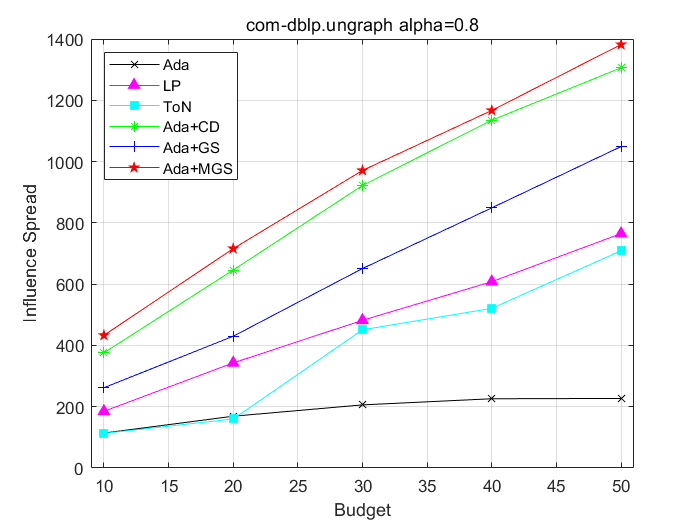 com-dblp.ungraph alpha=0.8
1400
1200
1000
800
600
400
200
0
Influence Spread
Ada
LP
ToN
Ada+CD
Ada+GS
Ada+MGS
10 15 20 25 30 35 40 45 50
Budget